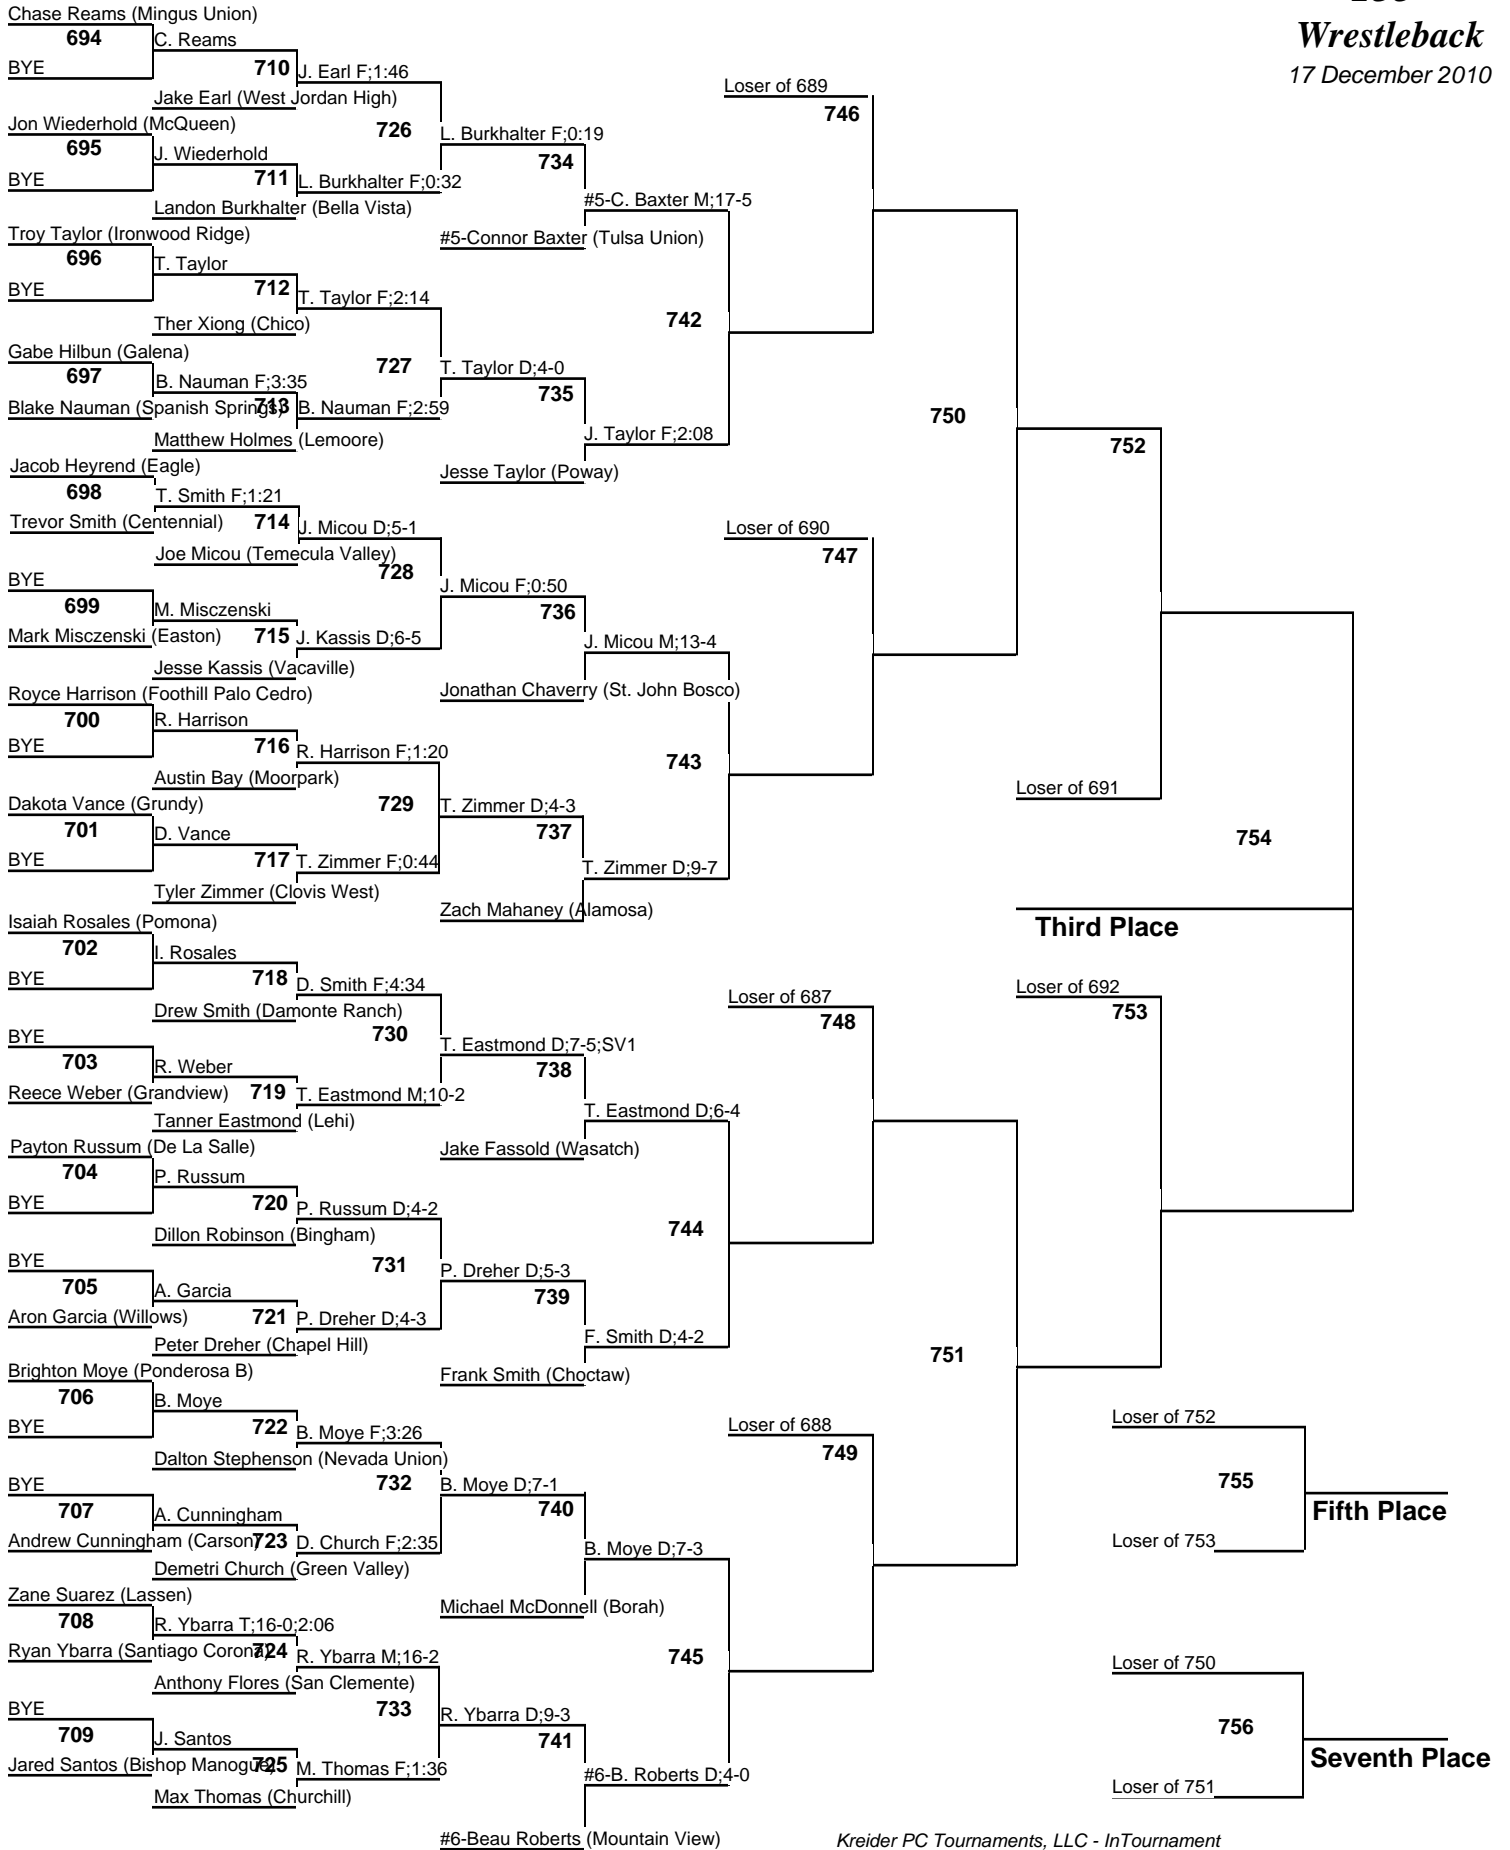 Wrestleback
17 December 2010
Chase Reams (Mingus Union)
694
C. Reams
BYE
710
J. Earl F;1:46
Jake Earl (West Jordan High)
Jon Wiederhold (McQueen)
726
695
J. Wiederhold
BYE
711
L. Burkhalter F;0:32
Landon Burkhalter (Bella Vista)
L. Burkhalter F;0:19
734
#5-C. Baxter M;17-5
#5-Connor Baxter (Tulsa Union)
Troy Taylor (Ironwood Ridge)
696
T. Taylor
BYE
712
T. Taylor F;2:14
Ther Xiong (Chico)
742
Gabe Hilbun (Galena)
697
B. Nauman F;3:35
Blake Nauman (Spanish Springs)
713
B. Nauman F;2:59
Matthew Holmes (Lemoore)
727
T. Taylor D;4-0
735
J. Taylor F;2:08
Jesse Taylor (Poway)
Loser of 689
746
750
752
Jacob Heyrend (Eagle)
698
T. Smith F;1:21
Trevor Smith (Centennial)
714
J. Micou D;5-1
Joe Micou (Temecula Valley)
728
BYE
699
M. Misczenski
Mark Misczenski (Easton)
715
J. Kassis D;6-5
Jesse Kassis (Vacaville)
J. Micou F;0:50
736
J. Micou M;13-4
Jonathan Chaverry (St. John Bosco)
Loser of 690
747
Royce Harrison (Foothill Palo Cedro)
700
R. Harrison
BYE
716
R. Harrison F;1:20
Austin Bay (Moorpark)
743
Dakota Vance (Grundy)
729
701
D. Vance
BYE
717
T. Zimmer F;0:44
Tyler Zimmer (Clovis West)
T. Zimmer D;4-3
737
T. Zimmer D;9-7
Zach Mahaney (Alamosa)
Loser of 691
754
Third Place
Isaiah Rosales (Pomona)
702
I. Rosales
BYE
718
D. Smith F;4:34
Drew Smith (Damonte Ranch)
730
BYE
703
R. Weber
Reece Weber (Grandview)
719
T. Eastmond M;10-2
Tanner Eastmond (Lehi)
T. Eastmond D;7-5;SV1
738
T. Eastmond D;6-4
Jake Fassold (Wasatch)
Loser of 687
748
Loser of 692
753
Payton Russum (De La Salle)
704
P. Russum
BYE
720
P. Russum D;4-2
Dillon Robinson (Bingham)
744
BYE
731
705
A. Garcia
Aron Garcia (Willows)
721
P. Dreher D;4-3
Peter Dreher (Chapel Hill)
P. Dreher D;5-3
739
F. Smith D;4-2
Frank Smith (Choctaw)
751
Brighton Moye (Ponderosa B)
706
B. Moye
BYE
722
B. Moye F;3:26
Dalton Stephenson (Nevada Union)
732
BYE
707
A. Cunningham
Andrew Cunningham (Carson)
723
D. Church F;2:35
Demetri Church (Green Valley)
B. Moye D;7-1
740
B. Moye D;7-3
Michael McDonnell (Borah)
Loser of 688
749
Loser of 752
755
Fifth Place
Loser of 753
Zane Suarez (Lassen)
708
R. Ybarra T;16-0;2:06
Ryan Ybarra (Santiago Corona)
724
R. Ybarra M;16-2
Anthony Flores (San Clemente)
745
BYE
733
709
J. Santos
Jared Santos (Bishop Manogue)
725
M. Thomas F;1:36
Max Thomas (Churchill)
R. Ybarra D;9-3
741
#6-B. Roberts D;4-0
#6-Beau Roberts (Mountain View)
Loser of 750
756
Seventh Place
Loser of 751
Kreider PC Tournaments, LLC - InTournament